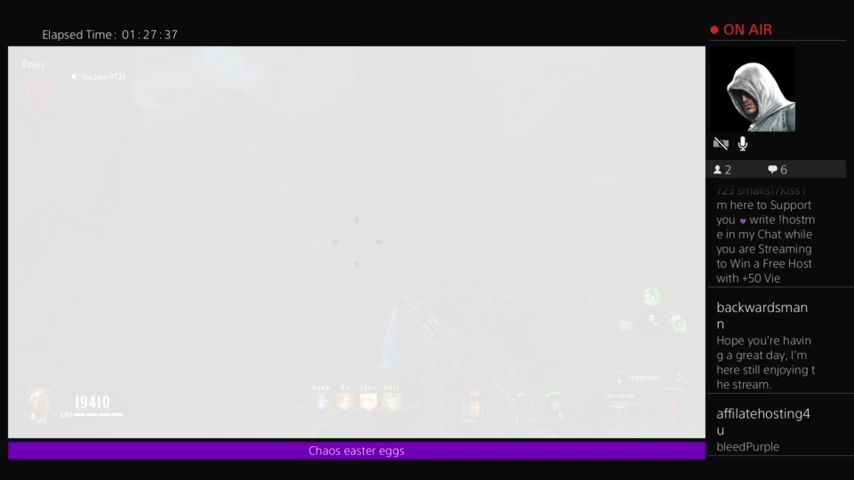 Elapsed Time: 01:27:37
ON AIR
Ruins
2
6
m here to Support
you write !hostm
e in my Chat while
you are Streaming
to Win a Free Host
with +50 Vie
backwardsman
n
Hope you're havin
g a great day, I'm
here still enjoying t
he stream.
affilatehosting4
u
bleedPurple
19410
200
Chaos easter eggs